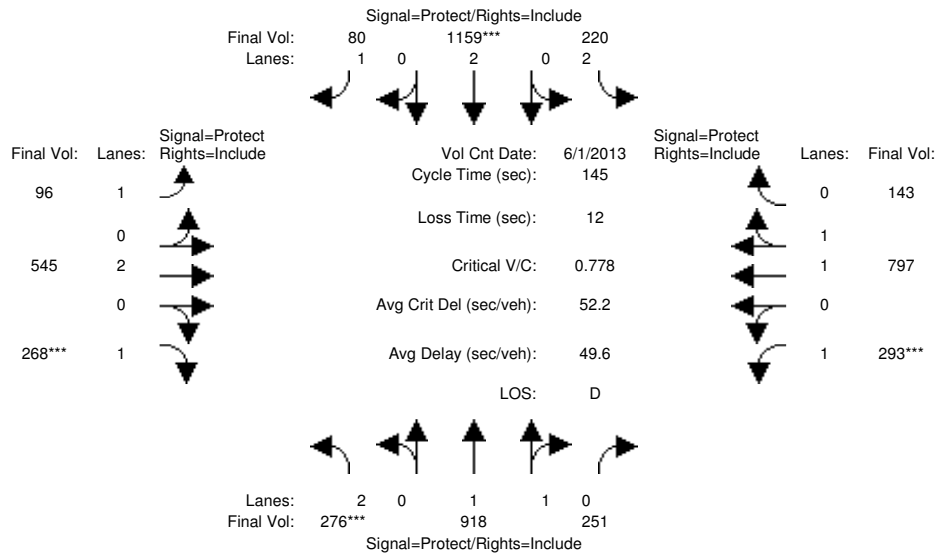 Signal=Protect/Rights=Include
Final Vol: 80 1159*** 220
Lanes: 1 0 2 0 2
Signal=Protect
Final Vol: Lanes: Rights=Include
Vol Cnt Date: 6/1/2013
Signal=Protect
Rights=Include Lanes: Final Vol:
Cycle Time (sec): 145
96 1
0 143
Loss Time (sec): 12
0
1
545 2
Critical V/C: 0.778
1 797
0
Avg Crit Del (sec/veh): 52.2
0
268*** 1
Avg Delay (sec/veh): 49.6
1 293***
LOS: D
Lanes: 2 0 1 1 0
Final Vol: 276*** 918 251
Signal=Protect/Rights=Include